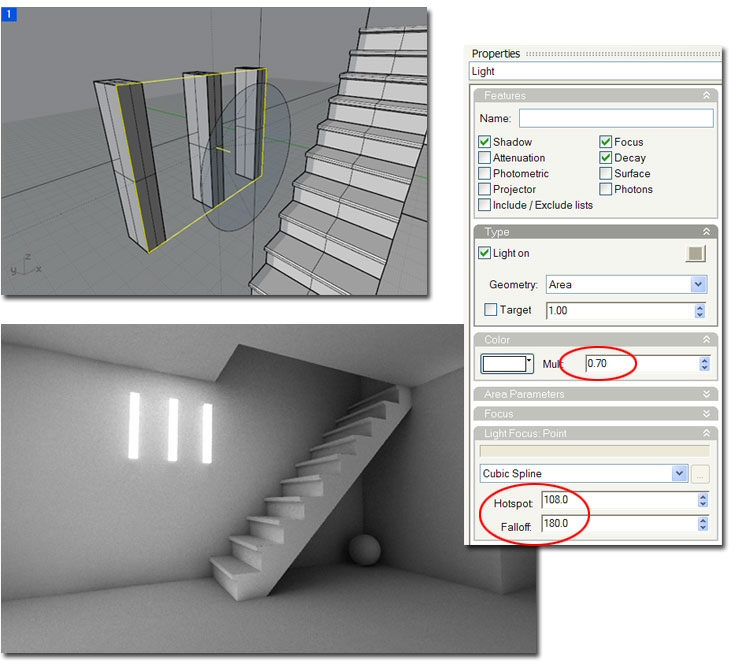 1
z
y x
Properties
Light
Features
Name:
Shadow Focus
Attenuation Decay
Photometric Surface
Projector Photons
Include / Exclude lists
Type
Light on
Geometry: Area
Target 1.00
Color
Mult: 0.70
Area Parameters
Focus
Light Focus: Point
Cubic Spline ...
Hotspot: 108.0
Falloff: 180.0